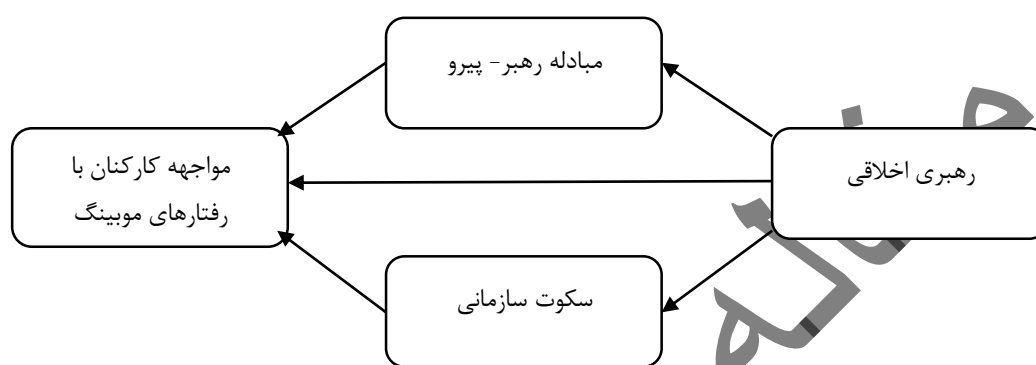 مبادله رهبر- پیرو
رهبری اخلاقی
مواجهه کارکنان با
رفتارهای موبینگ
سکوت سازمانی